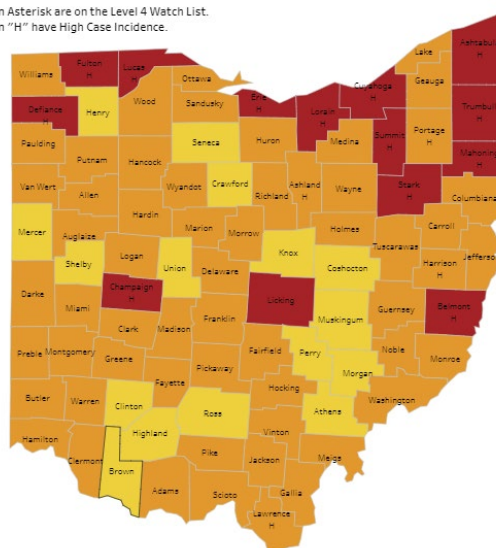 n Asterisk are on the Level 4 Watch List.
n "H" have High Case Incidence.
Williams
Fulton
H
Lucas
H
Ottawa
Lake
Ashtabul
H
Geauga
Cuyahoga
H
Defiance
H
Henry
Wood
Sandusky
Erie
H
Lorain
H
Trumbul
H
Portage
H
Summit
H
Medina
Paulding
Seneca
Huron
Mahoning
H
Putnam
Hancock
Van Wert
Allen
Wyandot
Crawford
Richland
Ashland
H
Wayne
Stark
H
Columbiana
Hardin
Mercer
Auglaize
Marion
Morrow
Holmes
Carroll
Tuscarawas
Shelby
Logan
Union
Knox
Coshocton
Harrison
H
Jefferso
Delaware
Darke
Champaign
H
Licking
Belmont
H
Miami
Guernsey
Clark
Madison
Franklin
Muskingum
Noble
Monroe
Preble
Montgomery
Greene
Fairfield
Perry
Morgan
Pickaway
Fayette
Hocking
Washington
Butler
Warren
Clinton
Ross
Athens
Highland
Vinton
Hamilton
Clermont
Brown
Pike
Jackson
Meigs
Adams
Scioto
Gallia
Lawrence
H